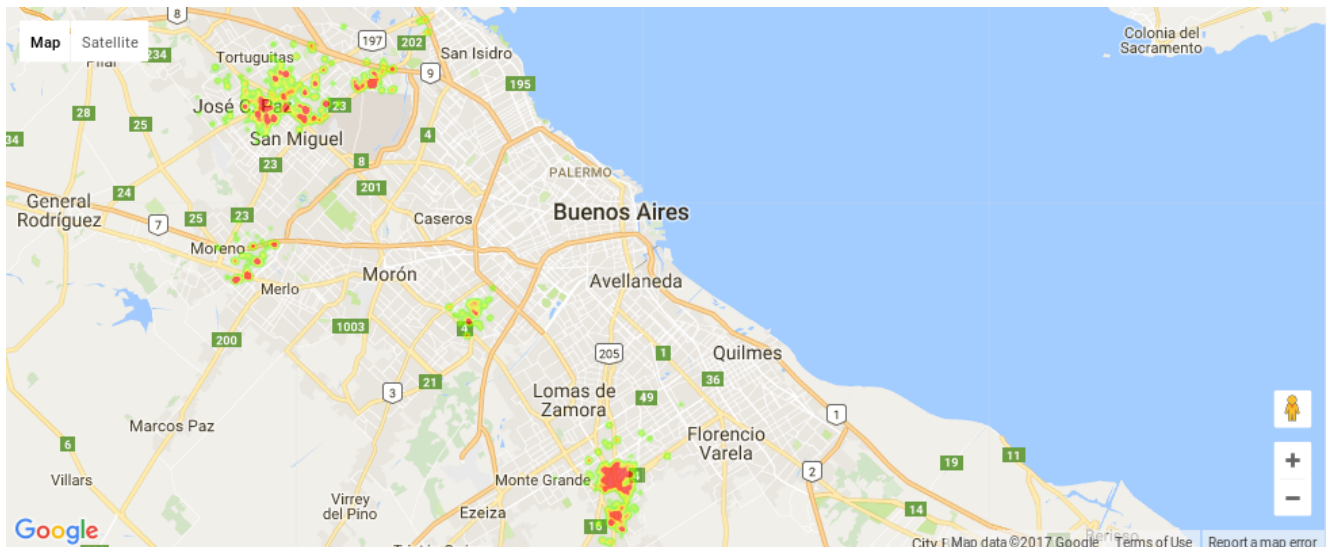 8
Map Satellite
197
202
San Isidro
234
Tortuguitas
Pilar
9
195
José C. Paz
23
28
25
4
34
San Miguel
23
8
PALERMO
201
24
General
Rodríguez
25
23
7
Caseros
Buenos Aires
Moreno
Morón
Avellaneda
Merlo
200
1003
4
205
1
Quilmes
3
21
36
Lomas de
Zamora
49
1
Marcos Paz
Florencio
Varela
6
19
11
2
Villars
Monte Grande
4
Virrey
del Pino
Ezeiza
16
14
Google
Colonia del
Sacramento
+
−
Berisso
Map data ©2017 Google Terms of Use Report a map error